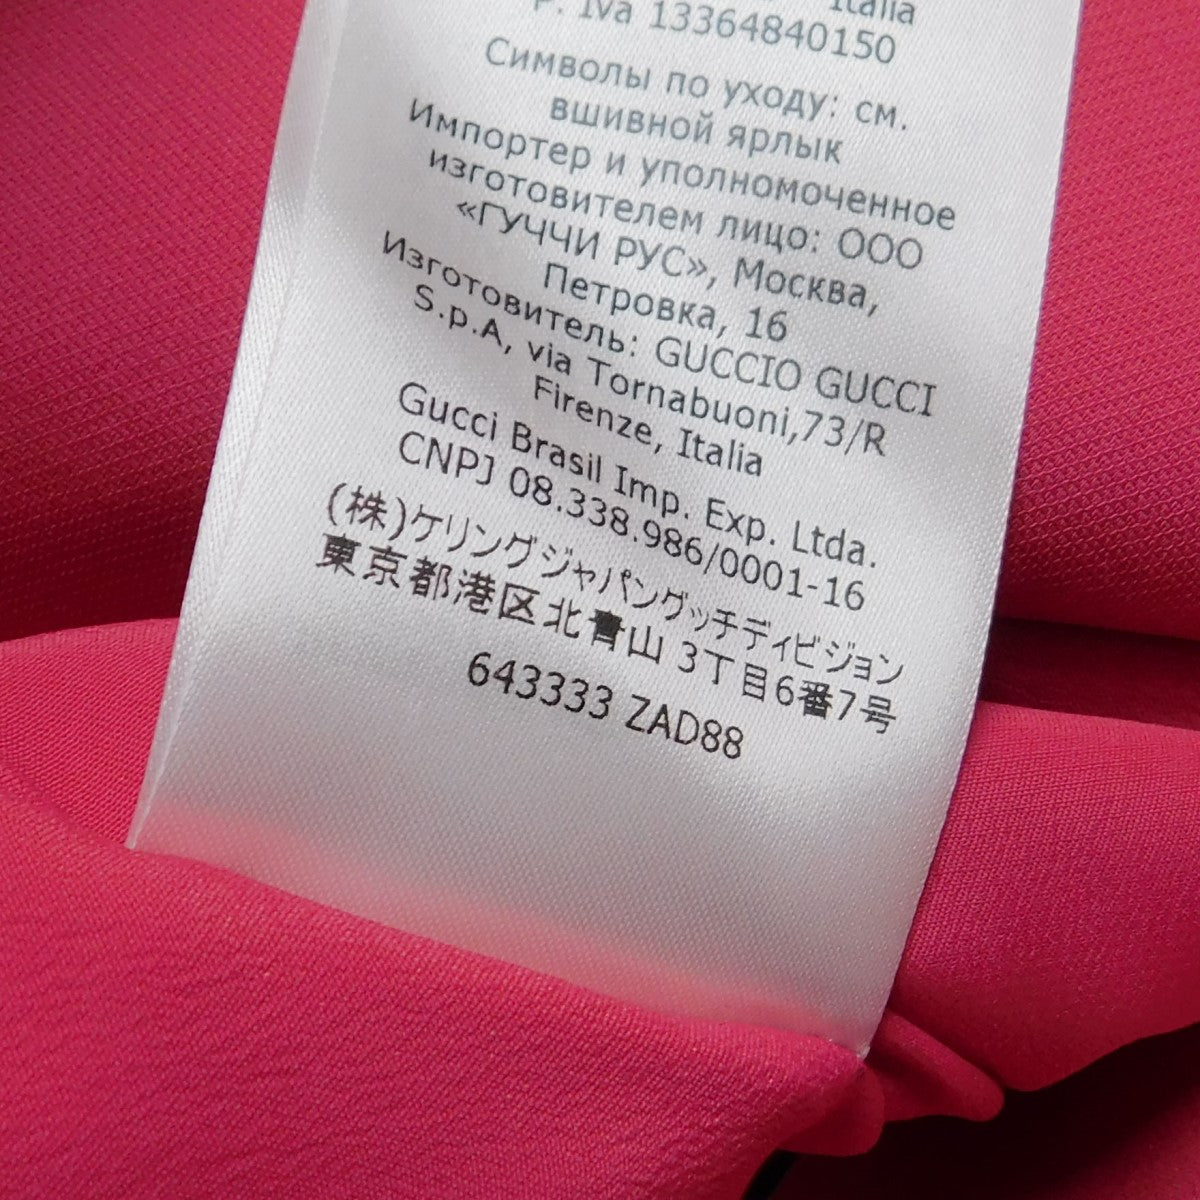 Italia
P. Iva 13364840150
Символы по уходу: см.
вшивной ярлык
Импортер и уполномоченное
изготовителем лицо: ООО
«ГУЧЧИ РУС», Москва,
Петровка, 16
Изготовитель: GUCCIO GUCCI
S.p.A, via Tornabuoni,73/R
Firenze, Italia
Gucci Brasil Imp. Exp. Ltda.
CNPJ 08.338.986/0001-16
(株)ケリングジャパングッチディビジョン
東京都港区北青山 3丁目6番7号
643333 ZAD88